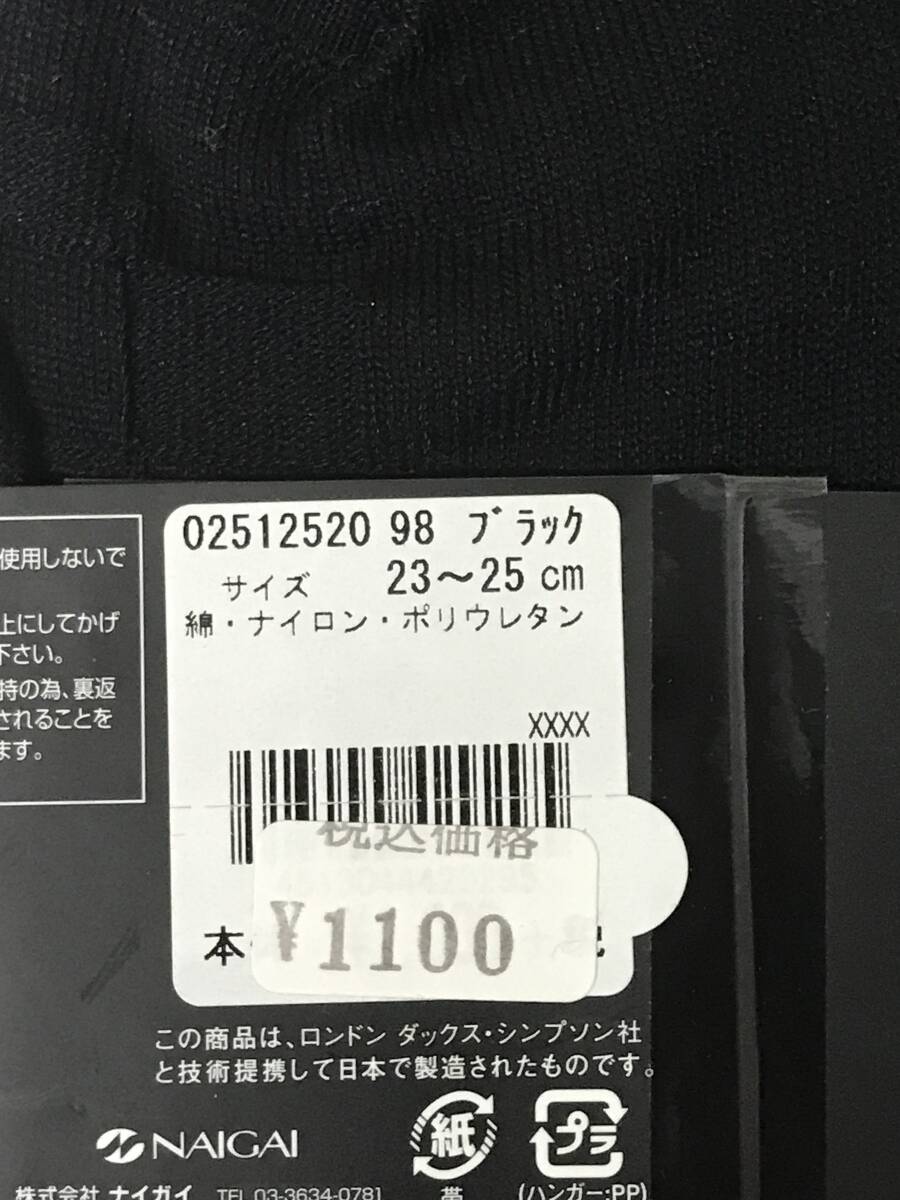 使用しないで
上にしてかげ
下さい。
持の為、裏返
されることを
ます。
02512520 98 ブラック
サイズ 23～25 cm
綿・ナイロン・ポリウレタン
XXXX
税込価格
¥1100
本
この商品は、ロンドン ダックス・シンプソン社
と技術提携して日本で製造されたものです。
NAIGAI
紙
プラ
株式会社 ナイガイ TEL 03-3634-0781
帯
(ハンガー:PP)